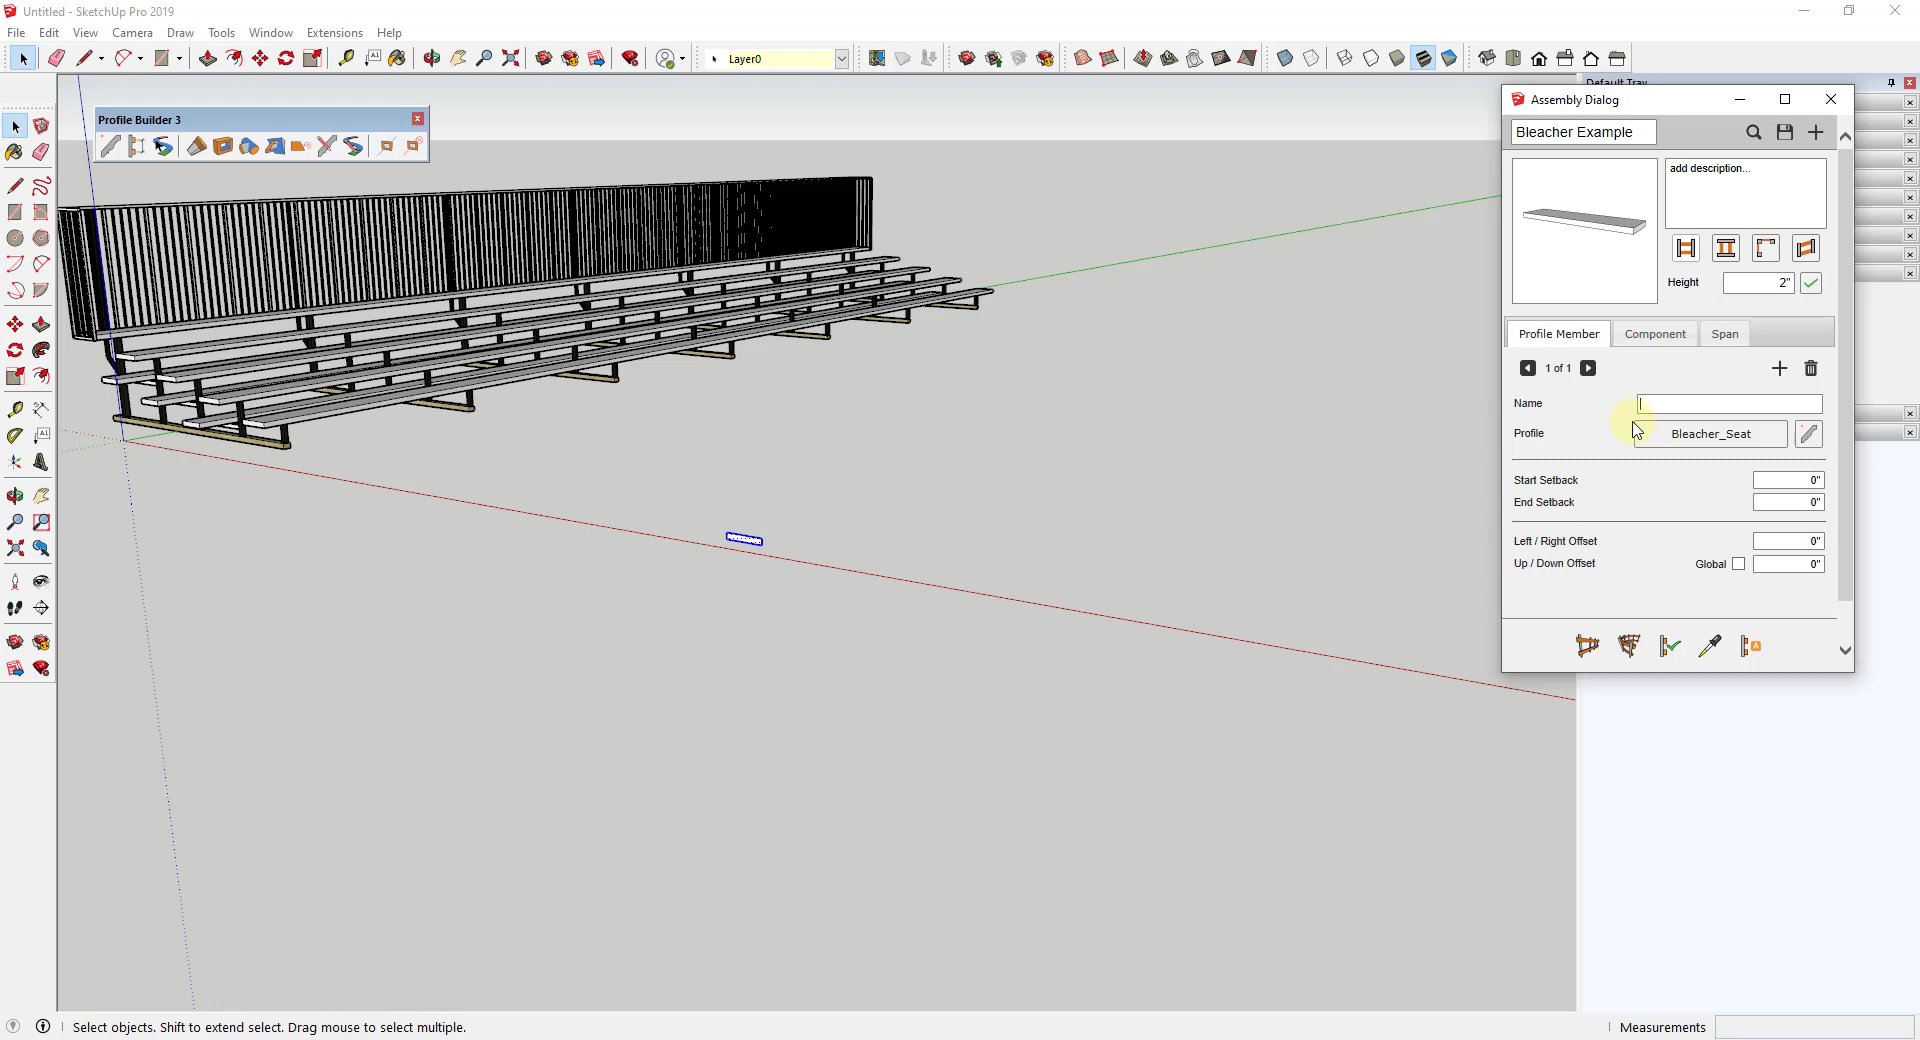 Untitled - SketchUp Pro 2019
File Edit View Camera Draw Tools Window Extensions Help
Layer0
Default Tray
Profile Builder 3
Assembly Dialog
Bleacher Example
add description...
Height 2"
Profile Member Component Span
1 of 1
Name
Profile Bleacher_Seat
Start Setback 0"
End Setback 0"
Left / Right Offset 0"
Up / Down Offset Global 0"
Select objects. Shift to extend select. Drag mouse to select multiple.
Measurements